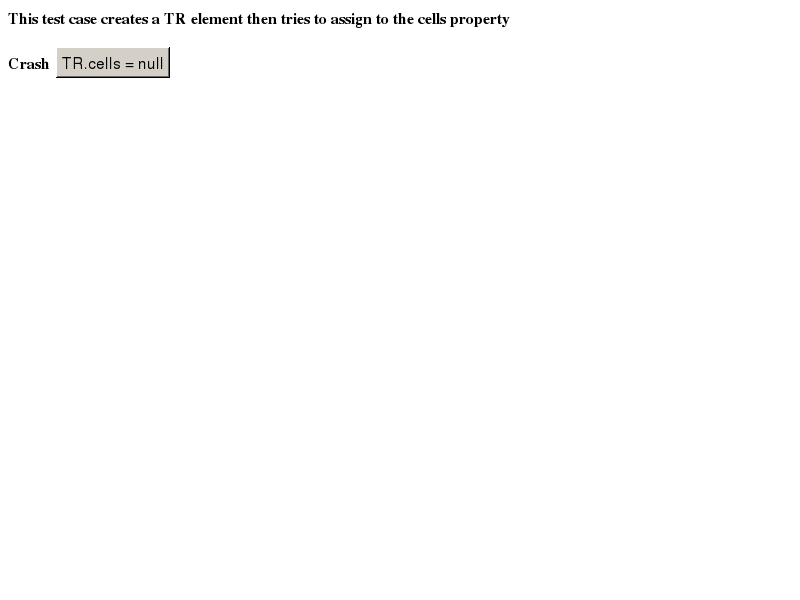 This test case creates a TR element then tries to assign to the cells property
Crash TR.cells = null